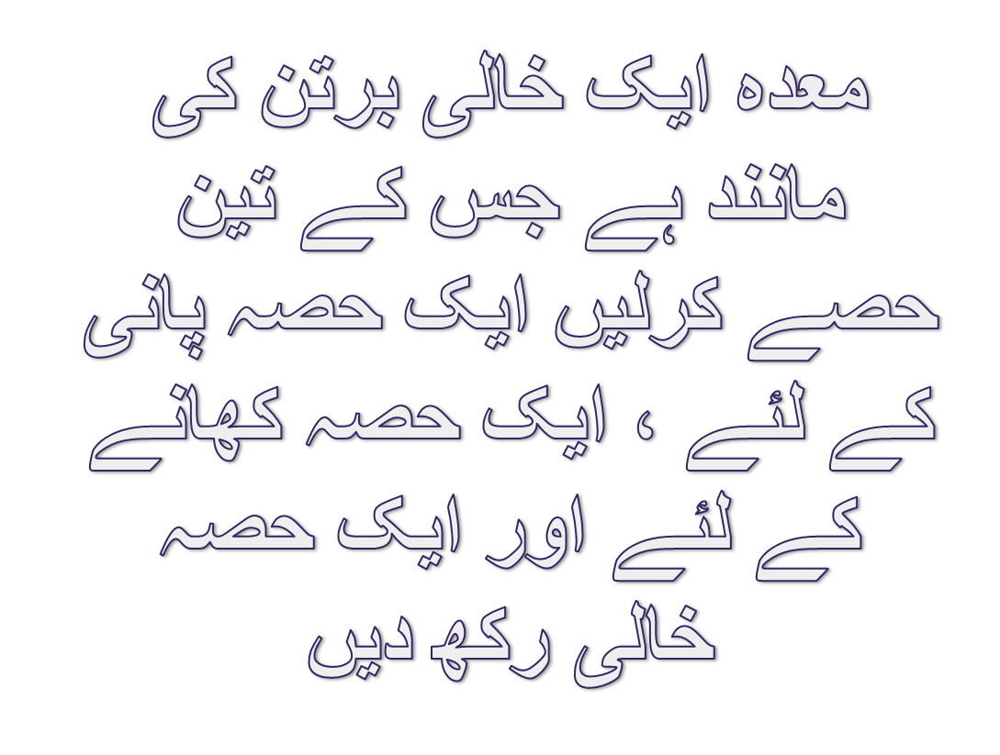 معدہ ایک خالی برتن کی
مانند ہے جس کے تین
حصے کرلیں ایک حصہ پانی
کے لئے ، ایک حصہ کھانے
کے لئے اور ایک حصہ
خالی رکھ دیں